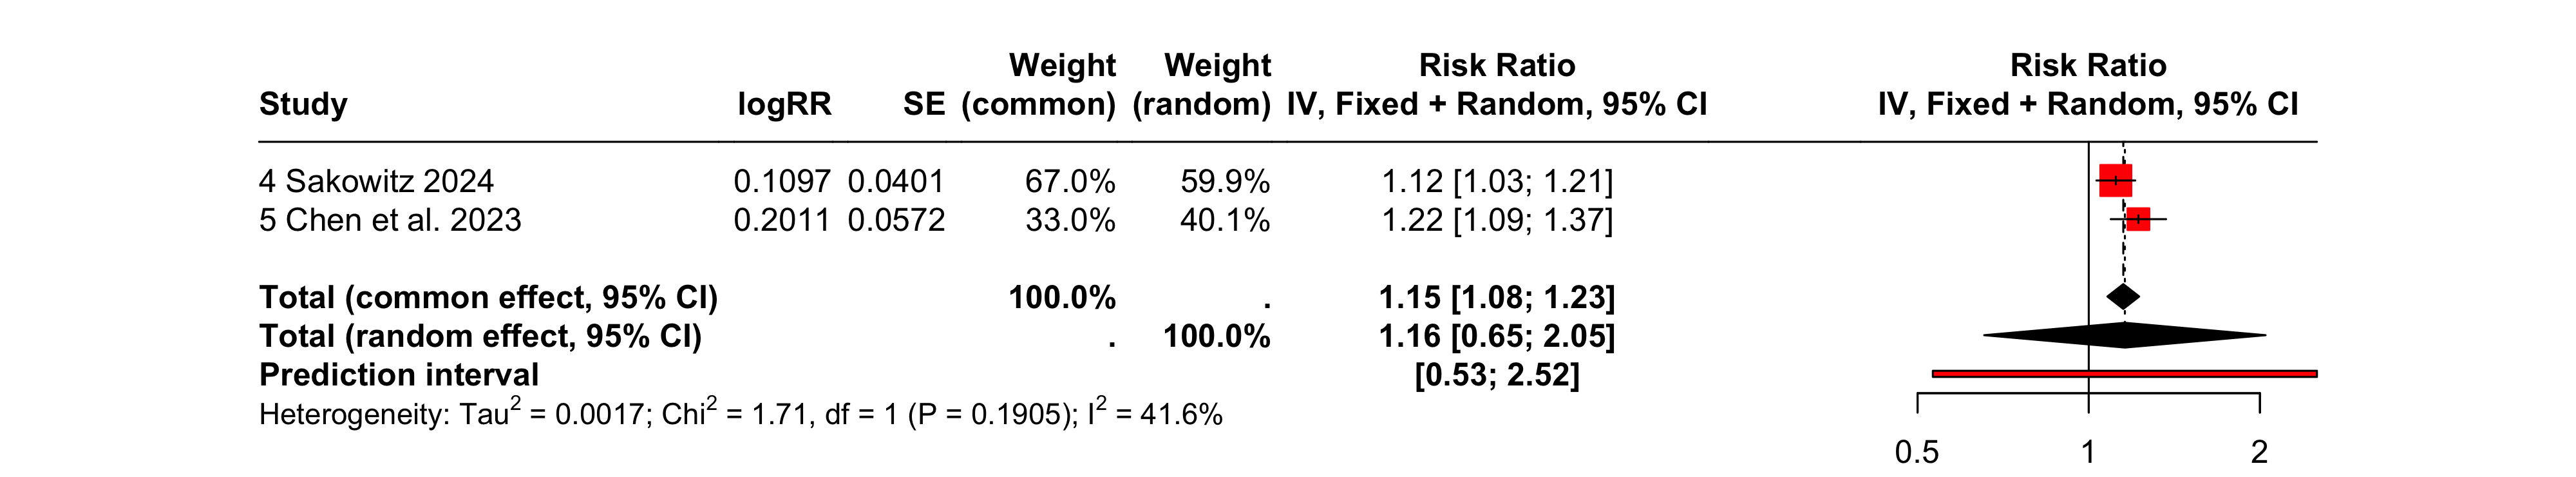 Weight Weight Risk Ratio Risk Ratio
Study logRR SE (common) (random) IV, Fixed + Random, 95% CI IV, Fixed + Random, 95% CI
4 Sakowitz 2024 0.1097 0.0401 67.0% 59.9% 1.12 [1.03; 1.21]
5 Chen et al. 2023 0.2011 0.0572 33.0% 40.1% 1.22 [1.09; 1.37]
Total (common effect, 95% CI) 100.0% . 1.15 [1.08; 1.23]
Total (random effect, 95% CI) . 100.0% 1.16 [0.65; 2.05]
Prediction interval [0.53; 2.52]
Heterogeneity: Tau² = 0.0017; Chi² = 1.71, df = 1 (P = 0.1905); I² = 41.6%
0.5 1 2